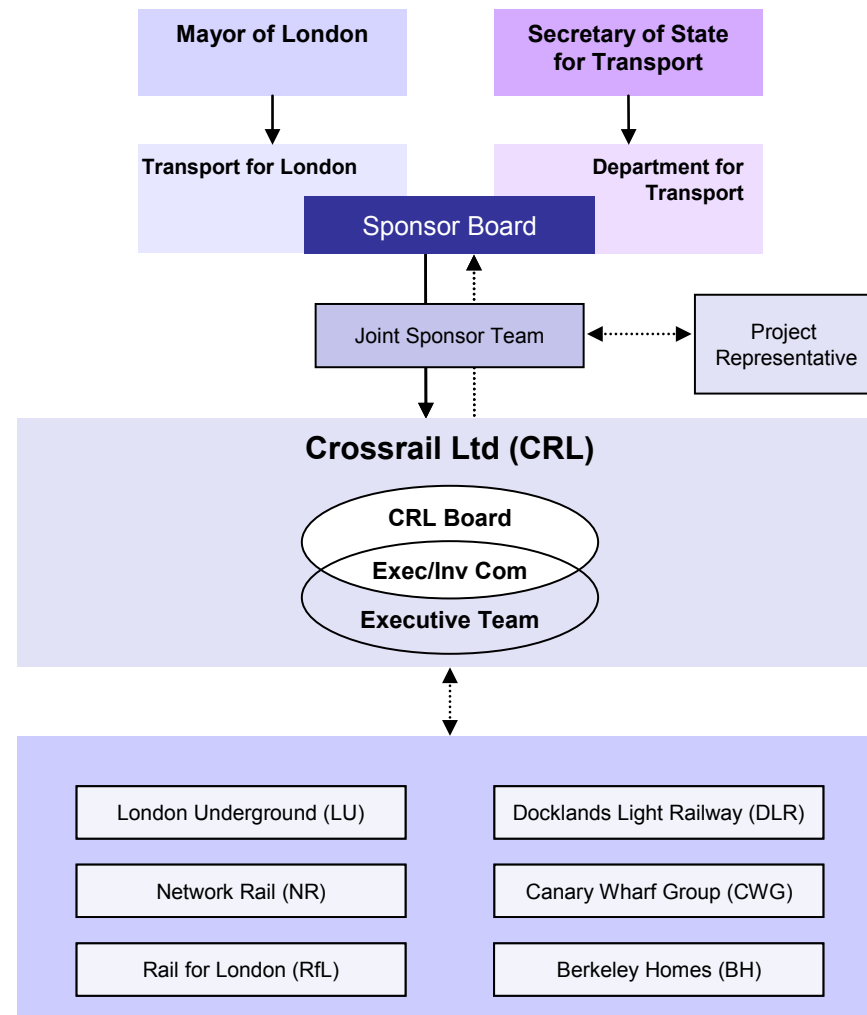 Mayor of London
Secretary of State
for Transport
Transport for London
Department for
Transport
Sponsor Board
Joint Sponsor Team
Project
Representative
Crossrail Ltd (CRL)
CRL Board
Exec/Inv Com
Executive Team
London Underground (LU)
Docklands Light Railway (DLR)
Network Rail (NR)
Canary Wharf Group (CWG)
Rail for London (RfL)
Berkeley Homes (BH)